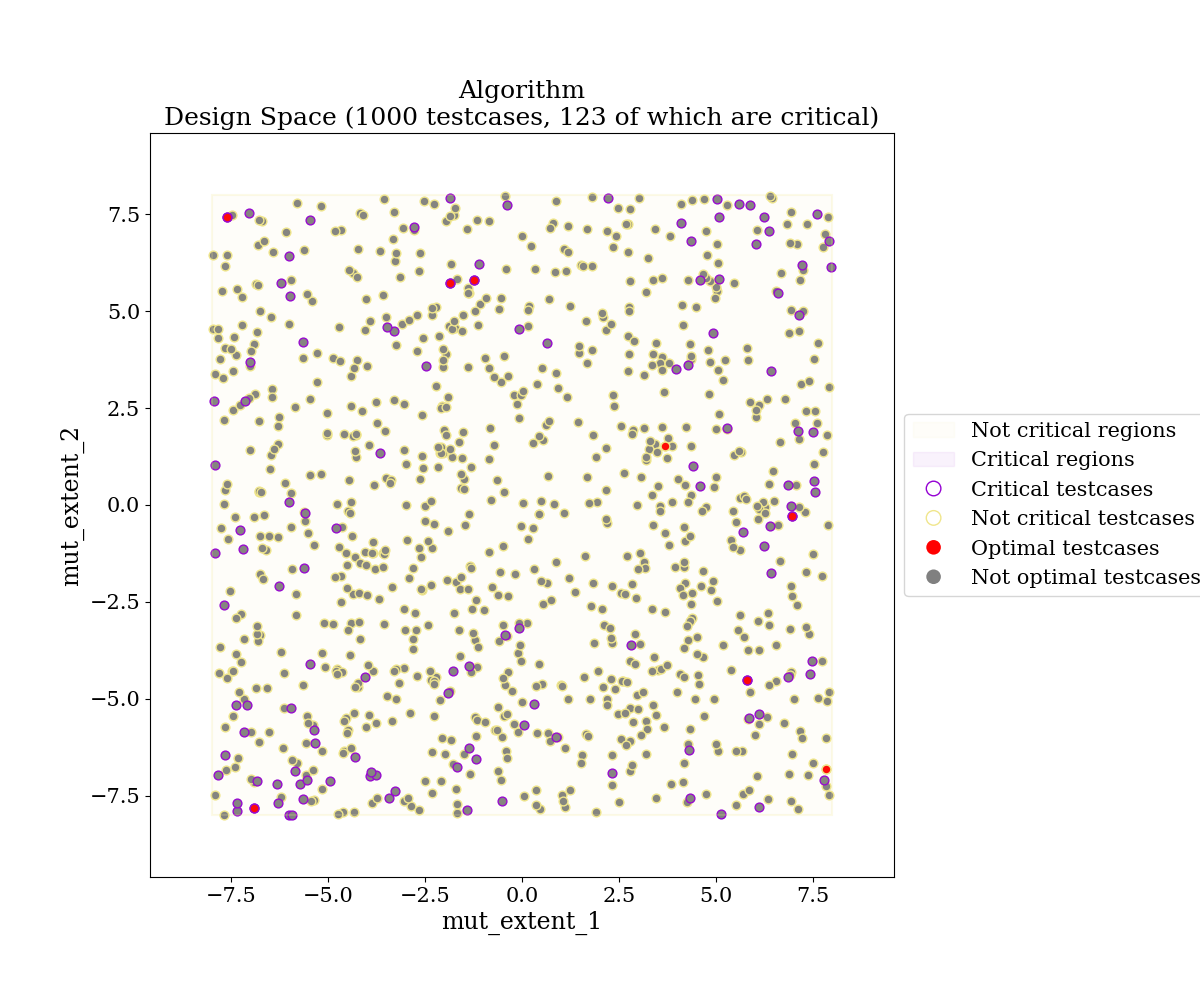 Algorithm
Design Space (1000 testcases, 123 of which are critical)
7.5
5.0
2.5
0.0
−2.5
−5.0
−7.5
mut_extent_2
−7.5 −5.0 −2.5 0.0 2.5 5.0 7.5
mut_extent_1
Not critical regions
Critical regions
Critical testcases
Not critical testcases
Optimal testcases
Not optimal testcases